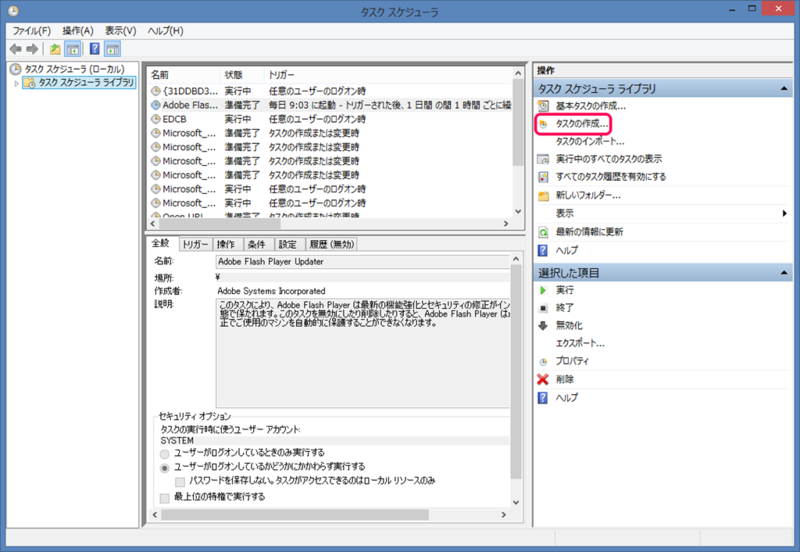 タスク スケジューラ
ファイル(F) 操作(A) 表示(V) ヘルプ(H)
タスク スケジューラ (ローカル)
タスク スケジューラ ライブラリ
名前 状態 トリガー
{31DDBD3... 実行中 任意のユーザーのログオン時
Adobe Flas... 準備完了 毎日 9:03 に起動 - トリガーされた後、1 日間 の間 1 時間 ごとに繰
EDCB 実行中 任意のユーザーのログオン時
Microsoft_... 準備完了 タスクの作成または変更時
Microsoft_... 準備完了 タスクの作成または変更時
Microsoft_... 実行中 任意のユーザーのログオン時
Microsoft_... 準備完了 タスクの作成または変更時
Microsoft_... 実行中 任意のユーザーのログオン時
Open URL 準備完了 タスクの作成または変更時
全般 トリガー 操作 条件 設定 履歴 (無効)
名前: Adobe Flash Player Updater
場所: ¥
作成者: Adobe Systems Incorporated
説明: このタスクにより、Adobe Flash Player は最新の機能強化とセキュリティの修正がイン
態で保たれます。このタスクを無効にしたり削除したりすると、Adobe Flash Player は
正でご使用のマシンを自動的に保護することができなくなります。
セキュリティ オプション
タスクの実行時に使うユーザー アカウント:
SYSTEM
ユーザーがログオンしているときのみ実行する
ユーザーがログオンしているかどうかにかかわらず実行する
パスワードを保存しない。タスクがアクセスできるのはローカル リソースのみ
最上位の特権で実行する
操作
タスク スケジューラ ライブラリ
基本タスクの作成...
タスクの作成...
タスクのインポート...
実行中のすべてのタスクの表示
すべてのタスク履歴を有効にする
新しいフォルダー...
表示
最新の情報に更新
ヘルプ
選択した項目
実行
終了
無効化
エクスポート...
プロパティ
削除
ヘルプ